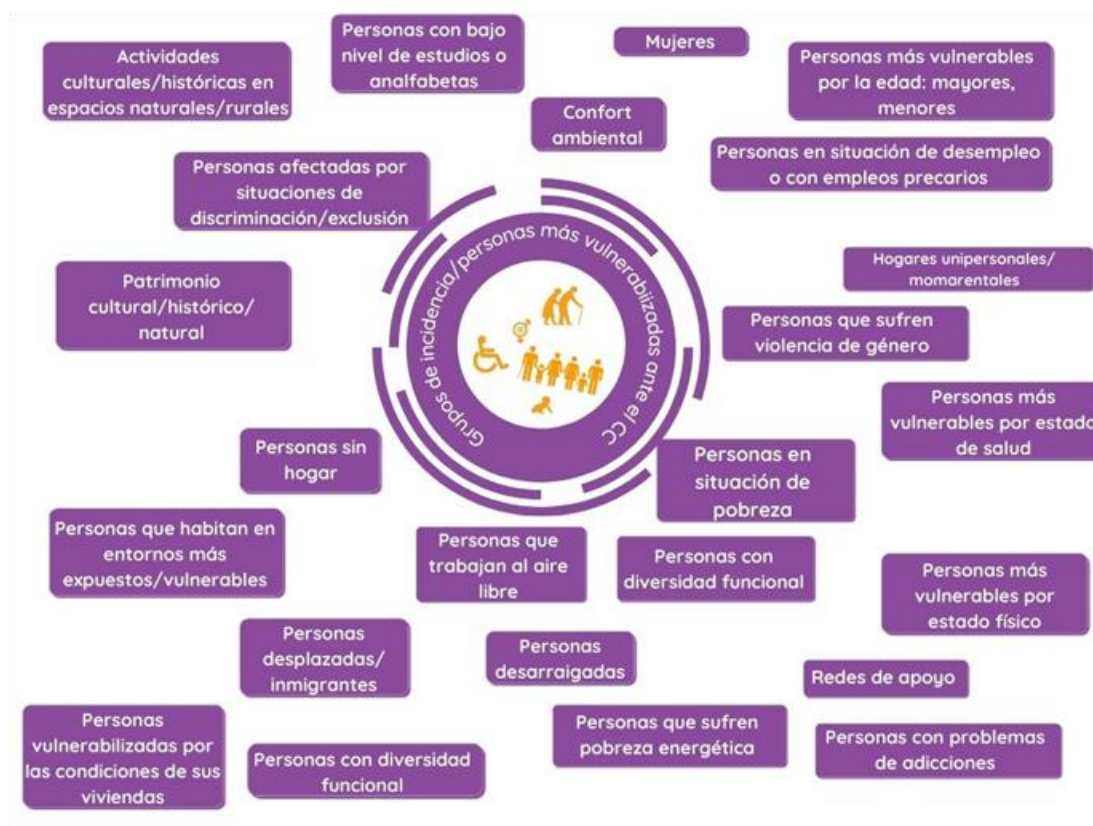 Actividades
culturales/históricas en
espacios naturales/rurales
Personas con bajo
nivel de estudios o
analfabetas
Mujeres
Personas más vulnerables
por la edad: mayores,
menores
Confort
ambiental
Personas en situación de desempleo
o con empleos precarios
Personas afectadas por
situaciones de
discriminación/exclusión
Grupos de incidencia/personas más vulnerabiizadas ante el CC
Hogares unipersonales/
momarentales
Patrimonio
cultural/histórico/
natural
Personas que sufren
violencia de género
Personas más
vulnerables por estado
de salud
Personas sin
hogar
Personas en
situación de
pobreza
Personas que habitan en
entornos más
expuestos/vulnerables
Personas que
trabajan al aire
libre
Personas con
diversidad funcional
Personas más
vulnerables por
estado físico
Personas
desplazadas/
inmigrantes
Personas
desarraigadas
Redes de apoyo
Personas
vulnerabilizadas por
las condiciones de sus
viviendas
Personas con diversidad
funcional
Personas que sufren
pobreza energética
Personas con problemas
de adicciones